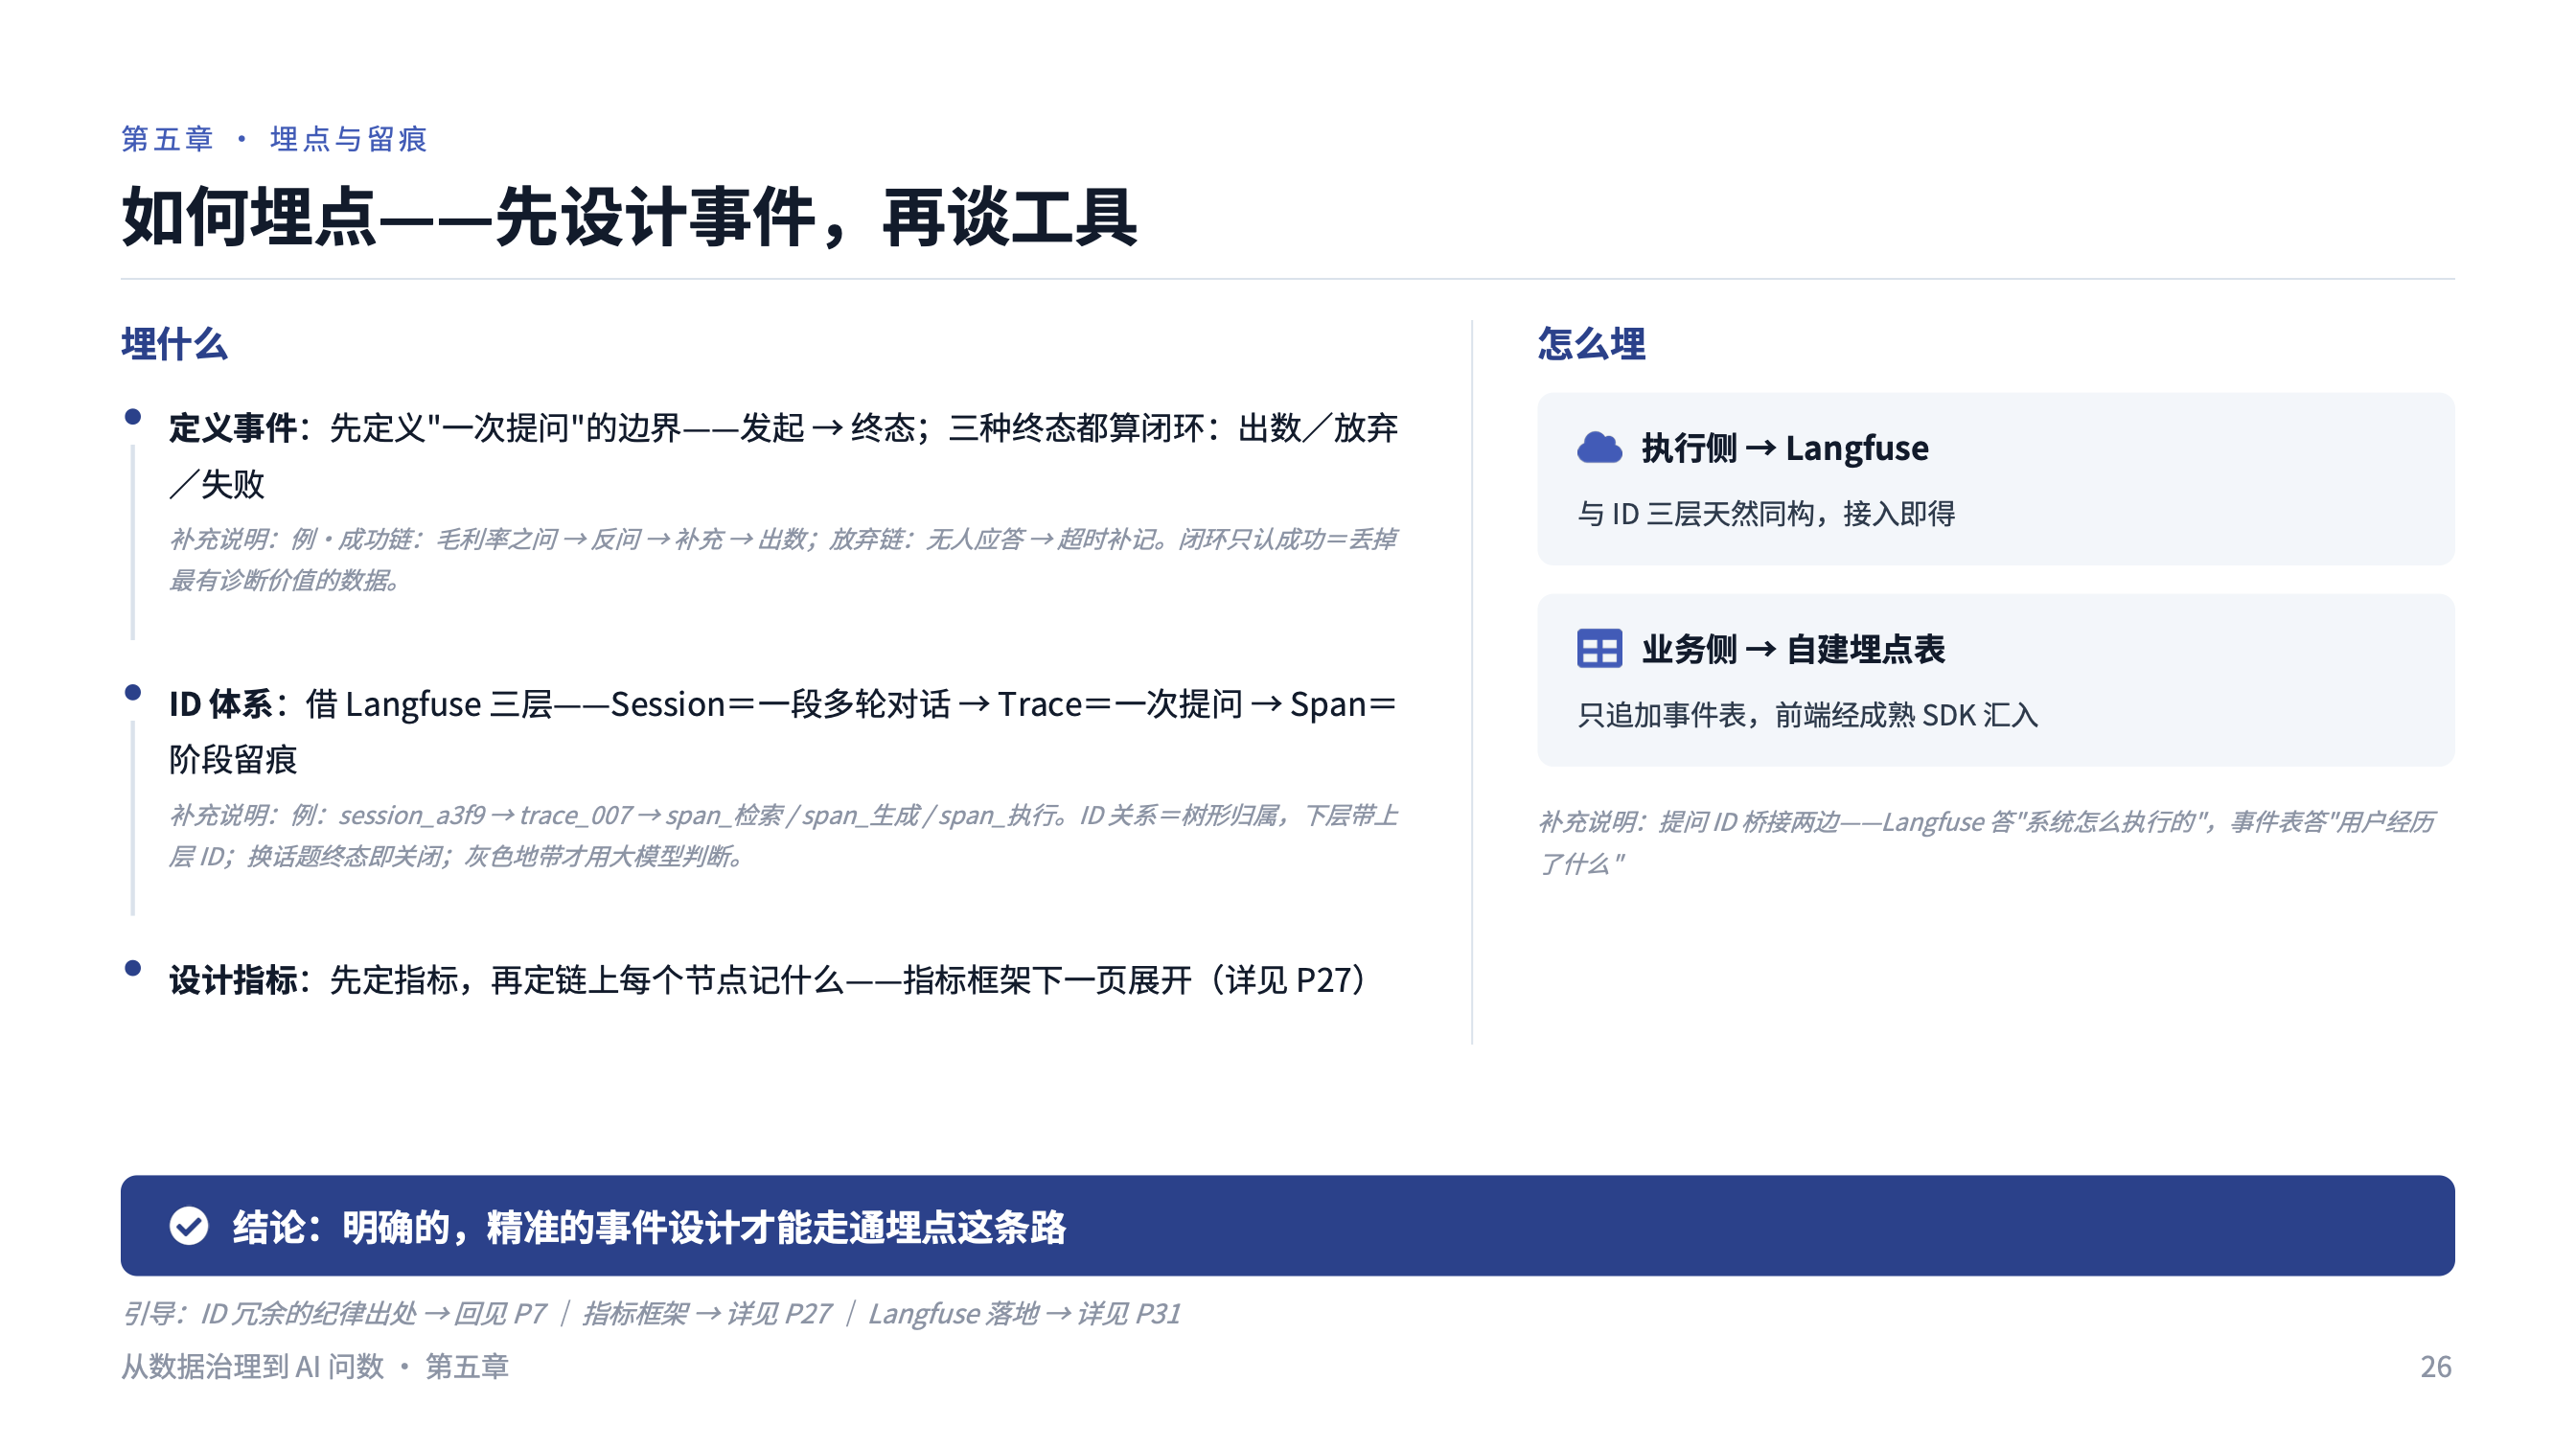 第五章 · 埋点与留痕
如何埋点——先设计事件，再谈工具
埋什么
定义事件：先定义"一次提问"的边界——发起 → 终态；三种终态都算闭环：出数／放弃
／失败
补充说明：例 · 成功链：毛利率之问 → 反问 → 补充 → 出数；放弃链：无人应答 → 超时补记。闭环只认成功＝丢掉
最有诊断价值的数据。
ID 体系：借 Langfuse 三层——Session＝一段多轮对话 → Trace＝一次提问 → Span＝
阶段留痕
补充说明：例：session_a3f9 → trace_007 → span_检索 / span_生成 / span_执行。ID 关系＝树形归属，下层带上
层 ID；换话题终态即关闭；灰色地带才用大模型判断。
设计指标：先定指标，再定链上每个节点记什么——指标框架下一页展开（详见 P27）
怎么埋
执行侧 → Langfuse
与 ID 三层天然同构，接入即得
业务侧 → 自建埋点表
只追加事件表，前端经成熟 SDK 汇入
补充说明：提问 ID 桥接两边——Langfuse 答"系统怎么执行的"，事件表答"用户经历
了什么"
结论：明确的，精准的事件设计才能走通埋点这条路
引导：ID 冗余的纪律出处 → 回见 P7｜指标框架 → 详见 P27｜Langfuse 落地 → 详见 P31
从数据治理到 AI 问数 · 第五章
26